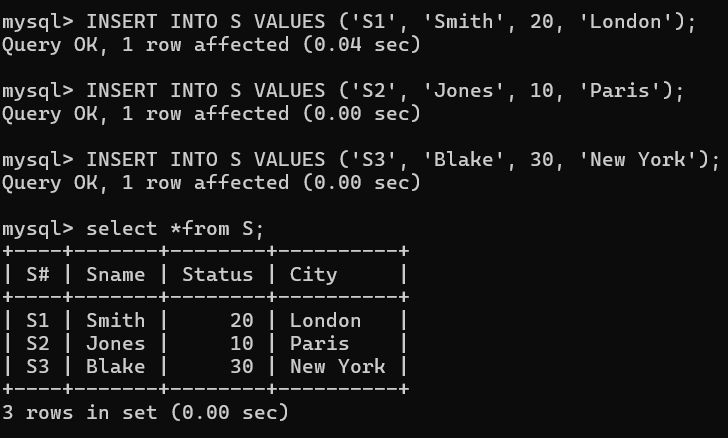 mysql> INSERT INTO S VALUES ('S1', 'Smith', 20, 'London');
Query OK, 1 row affected (0.04 sec)
mysql> INSERT INTO S VALUES ('S2', 'Jones', 10, 'Paris');
Query OK, 1 row affected (0.00 sec)
mysql> INSERT INTO S VALUES ('S3', 'Blake', 30, 'New York');
Query OK, 1 row affected (0.00 sec)
mysql> select *from S;
+----+-------+--------+----------+
| S# | Sname | Status | City     |
+----+-------+--------+----------+
| S1 | Smith |     20 | London   |
| S2 | Jones |     10 | Paris    |
| S3 | Blake |     30 | New York |
+----+-------+--------+----------+
3 rows in set (0.00 sec)